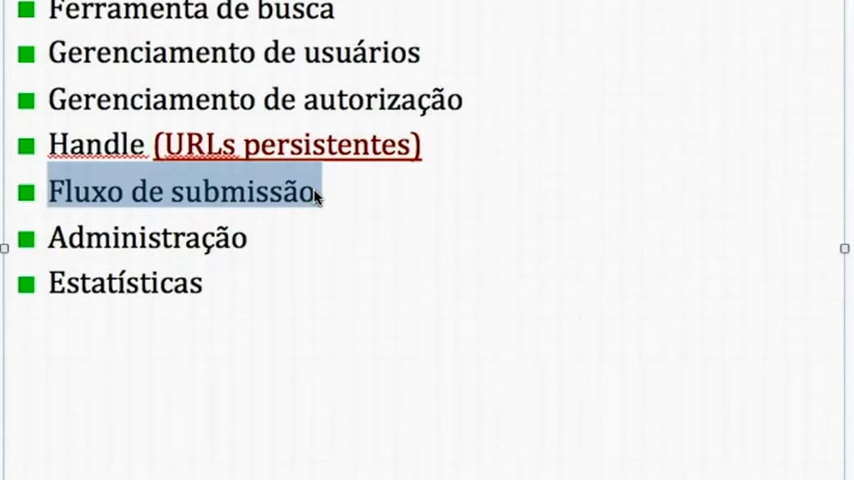 Ferramenta de busca
Gerenciamento de usuários
Gerenciamento de autorização
Handle (URLs persistentes)
Fluxo de submissão
Administração
Estatísticas